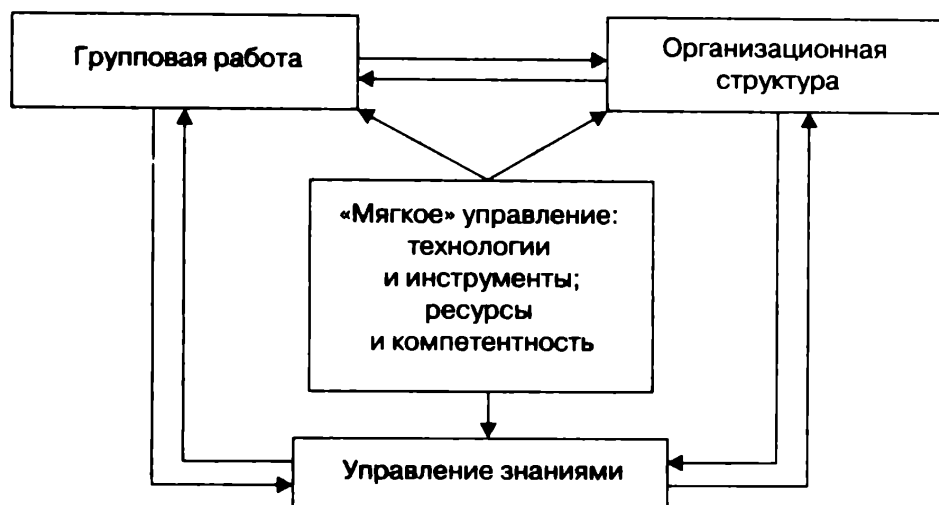 Групповая работа
Организационная
структура
«Мягкое» управление:
технологии
и инструменты;
ресурсы
и компетентность
Управление знаниями